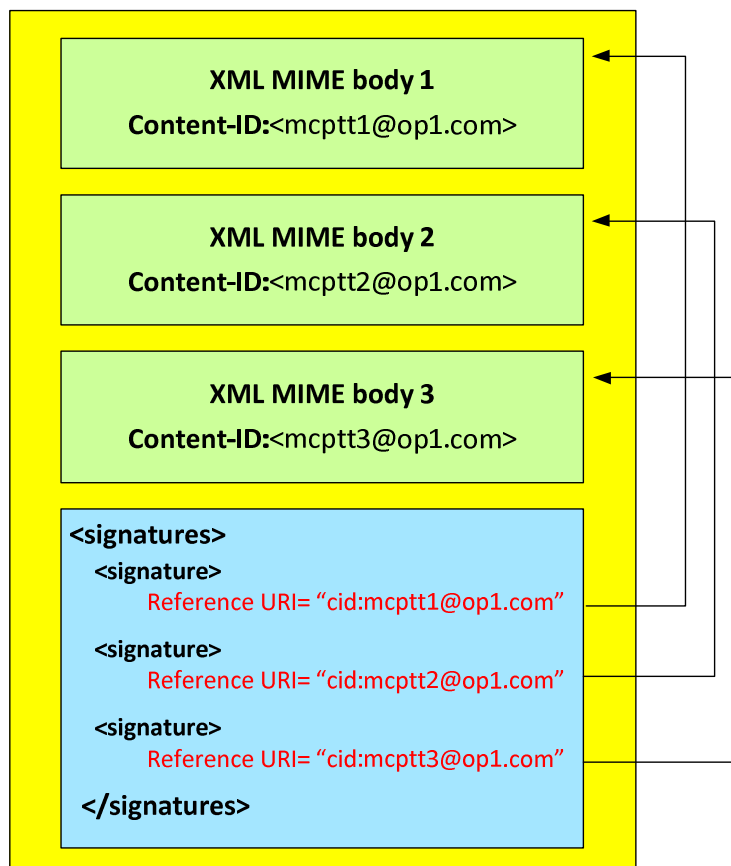 XML MIME body 1
Content-ID:<mcptt1@op1.com>
XML MIME body 2
Content-ID:<mcptt2@op1.com>
XML MIME body 3
Content-ID:<mcptt3@op1.com>
<signatures>
<signature>
Reference URI= “cid:mcptt1@op1.com”
<signature>
Reference URI= “cid:mcptt2@op1.com”
<signature>
Reference URI= “cid:mcptt3@op1.com”
</signatures>